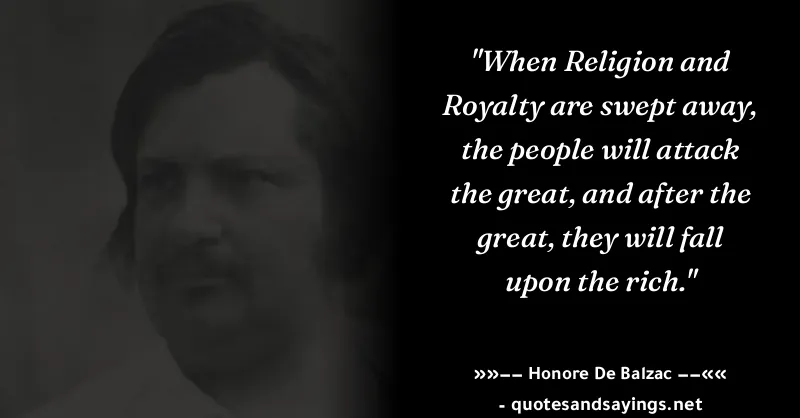 "When Religion and
Royalty are swept away,
the people will attack
the great, and after the
great, they will fall
upon the rich."
»»−− Honore De Balzac −−««
- quotesandsayings.net